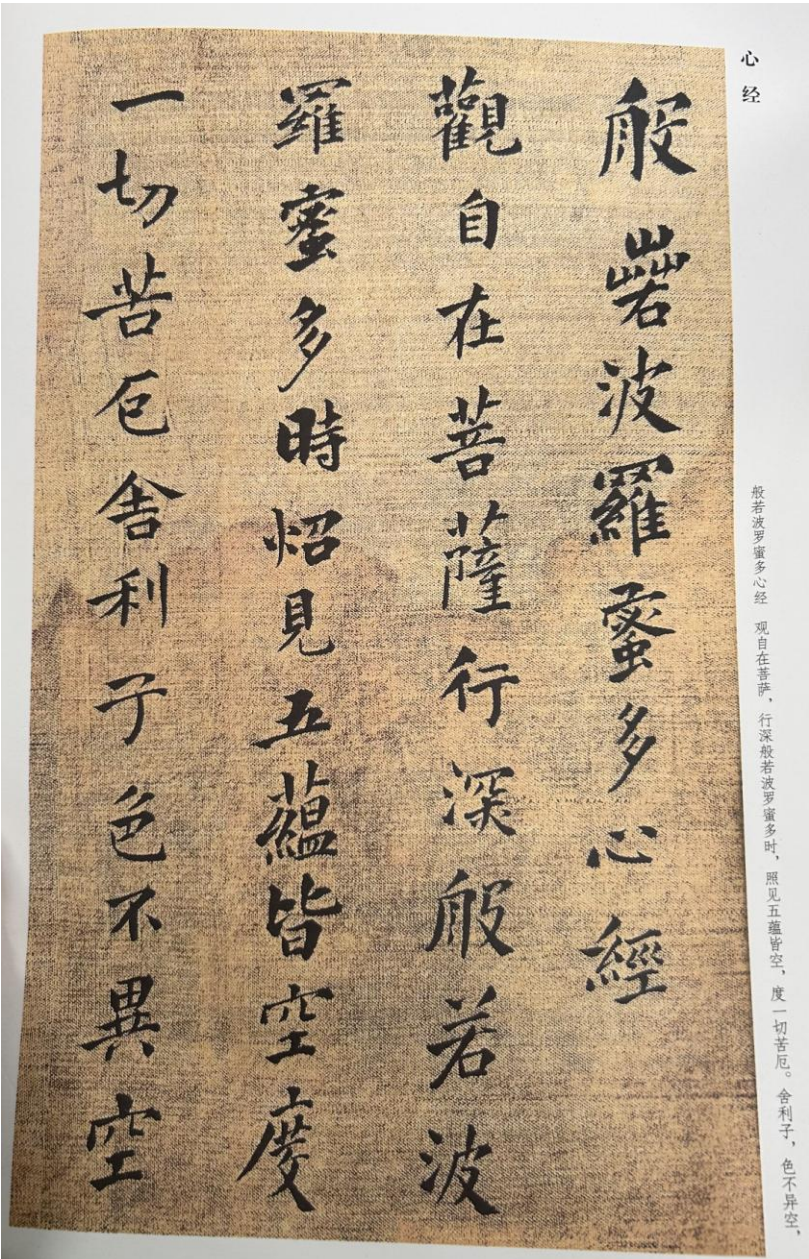 心经
般若波羅蜜多心經
觀自在菩薩行深般若波
羅蜜多時炤見五蘊皆空度
一切苦厄舍利子色不異空
般若波罗蜜多心经 观自在菩萨，行深般若波罗蜜多时，照见五蕴皆空，度一切苦厄。舍利子，色不异空，